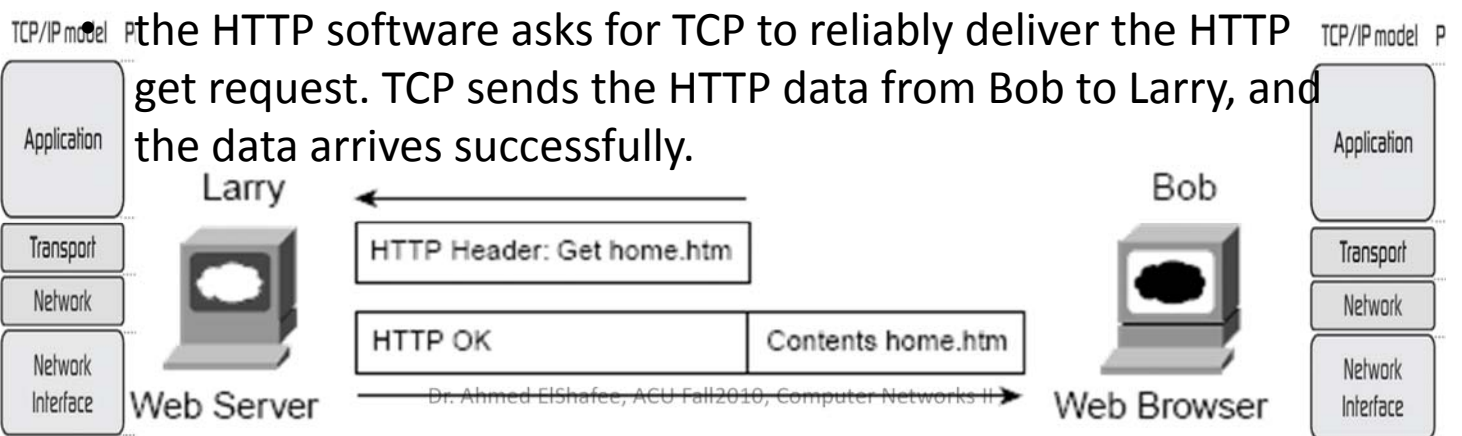 TCP/IP model P
• the HTTP software asks for TCP to reliably deliver the HTTP
get request. TCP sends the HTTP data from Bob to Larry, and
the data arrives successfully.
TCP/IP model P
Application
Transport
Network
Network
Interface
Larry
Web Server
HTTP Header: Get home.htm
HTTP OK
Contents home.htm
Dr. Ahmed ElShafee, ACU Fall2010, Computer Networks II
Bob
Web Browser
Application
Transport
Network
Network
Interface